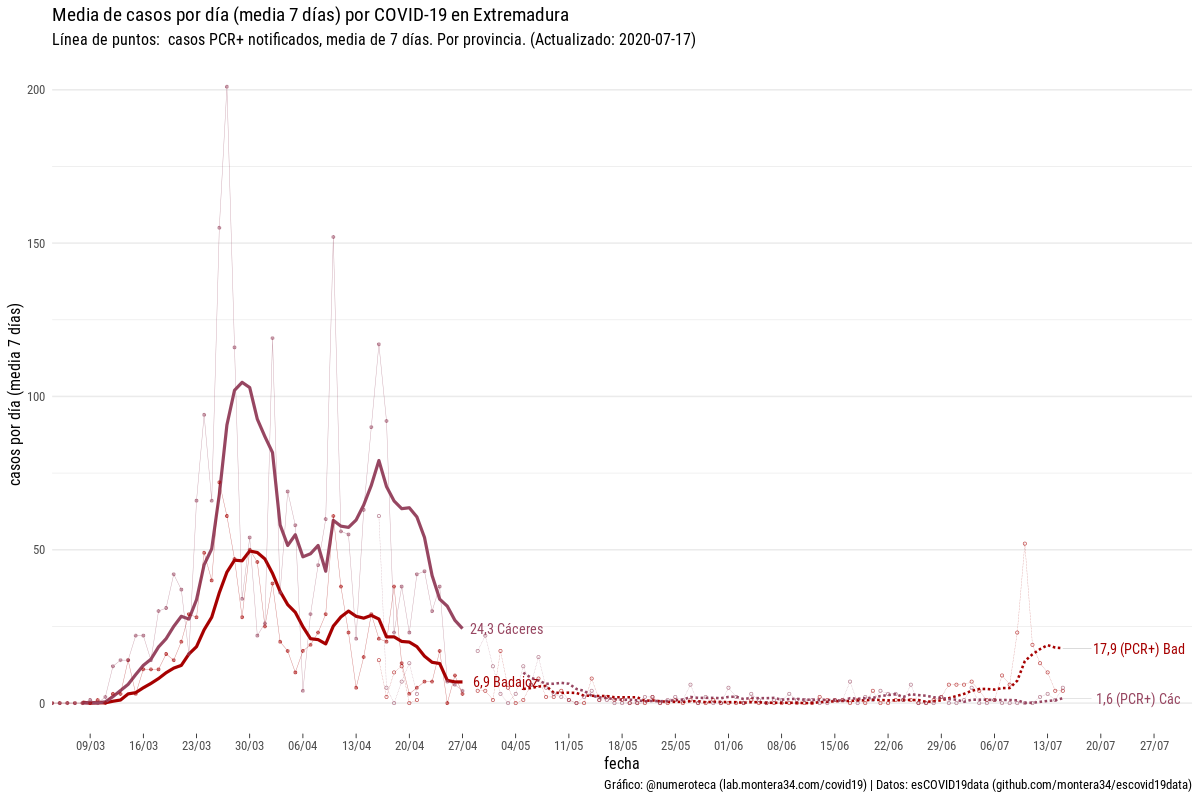 Media de casos por día (media 7 días) por COVID-19 en Extremadura
Línea de puntos:  casos PCR+ notificados, media de 7 días. Por provincia. (Actualizado: 2020-07-17)
casos por día (media 7 días)
200
150
100
50
0
24,3 Cáceres
6,9 Badajoz
17,9 (PCR+) Bad
1,6 (PCR+) Các
09/03 16/03 23/03 30/03 06/04 13/04 20/04 27/04 04/05 11/05 18/05 25/05 01/06 08/06 15/06 22/06 29/06 06/07 13/07 20/07 27/07
fecha
Gráfico: @numeroteca (lab.montera34.com/covid19) | Datos: esCOVID19data (github.com/montera34/escovid19data)